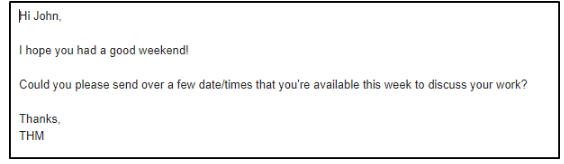 Hi John,
I hope you had a good weekend!
Could you please send over a few date/times that you're available this week to discuss your work?
Thanks,
THM